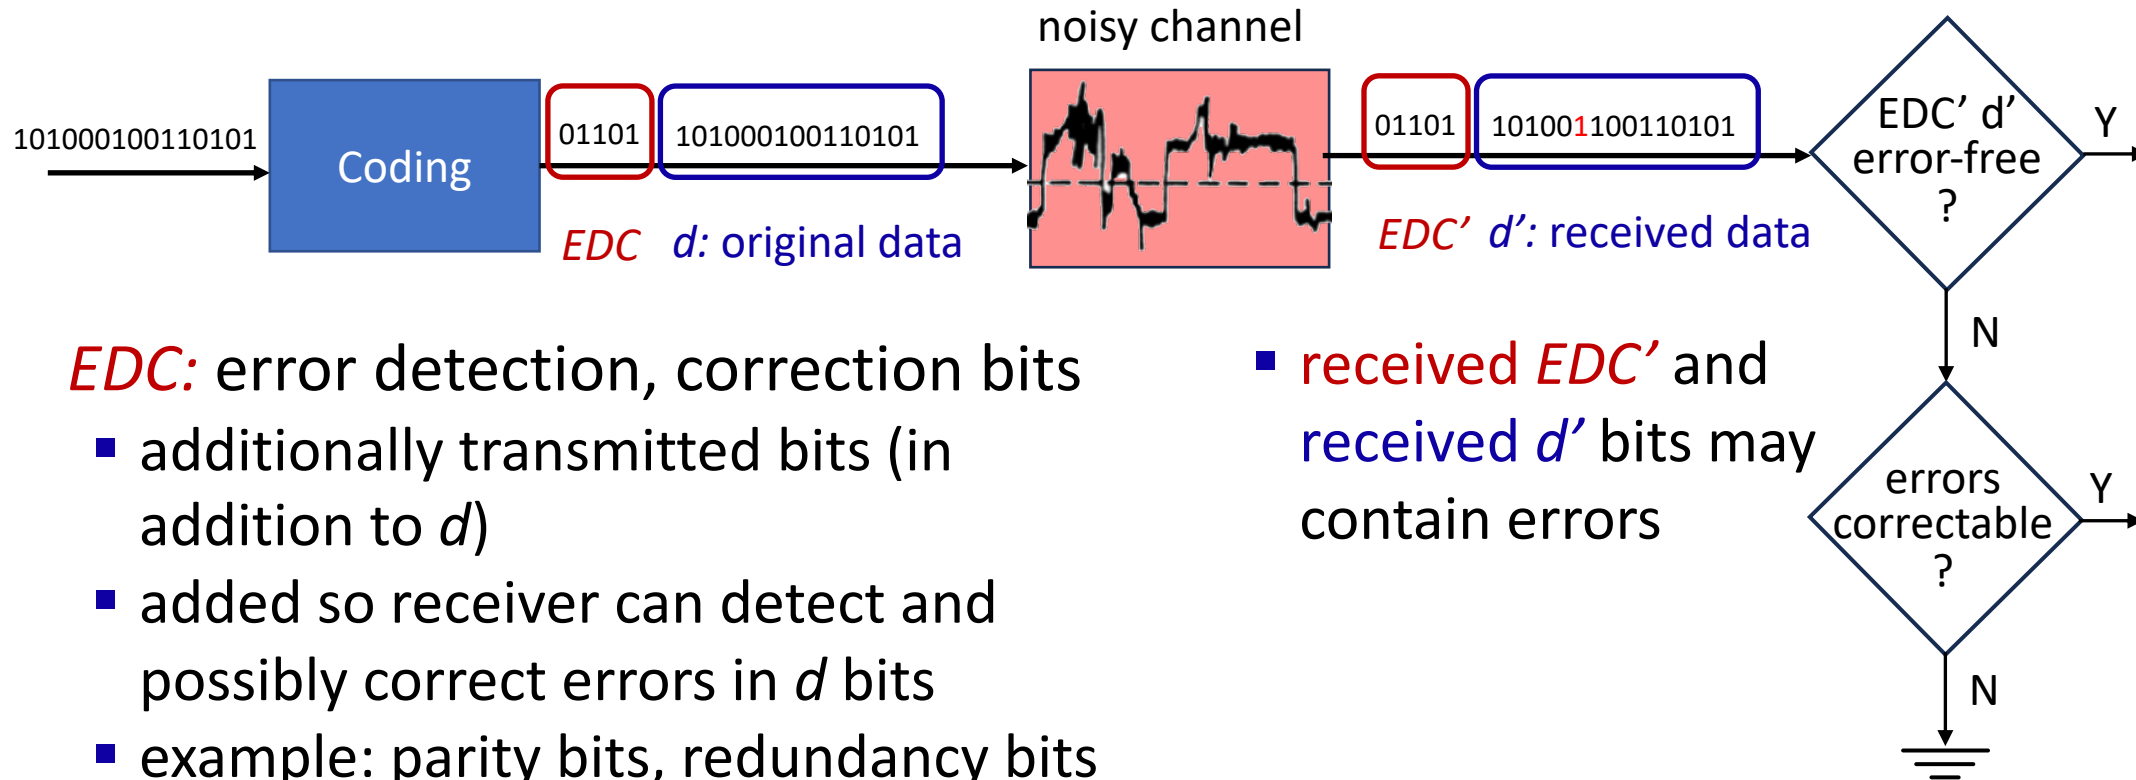 noisy channel
101000100110101
Coding
01101 101000100110101
01101 101001100110101
EDC’ d’
error-free
?
Y
EDC d: original data
EDC’ d’: received data
N
EDC: error detection, correction bits
▪ additionally transmitted bits (in
addition to d)
▪ added so receiver can detect and
possibly correct errors in d bits
▪ example: parity bits, redundancy bits
▪ received EDC’ and
received d’ bits may
contain errors
errors
correctable
?
Y
N